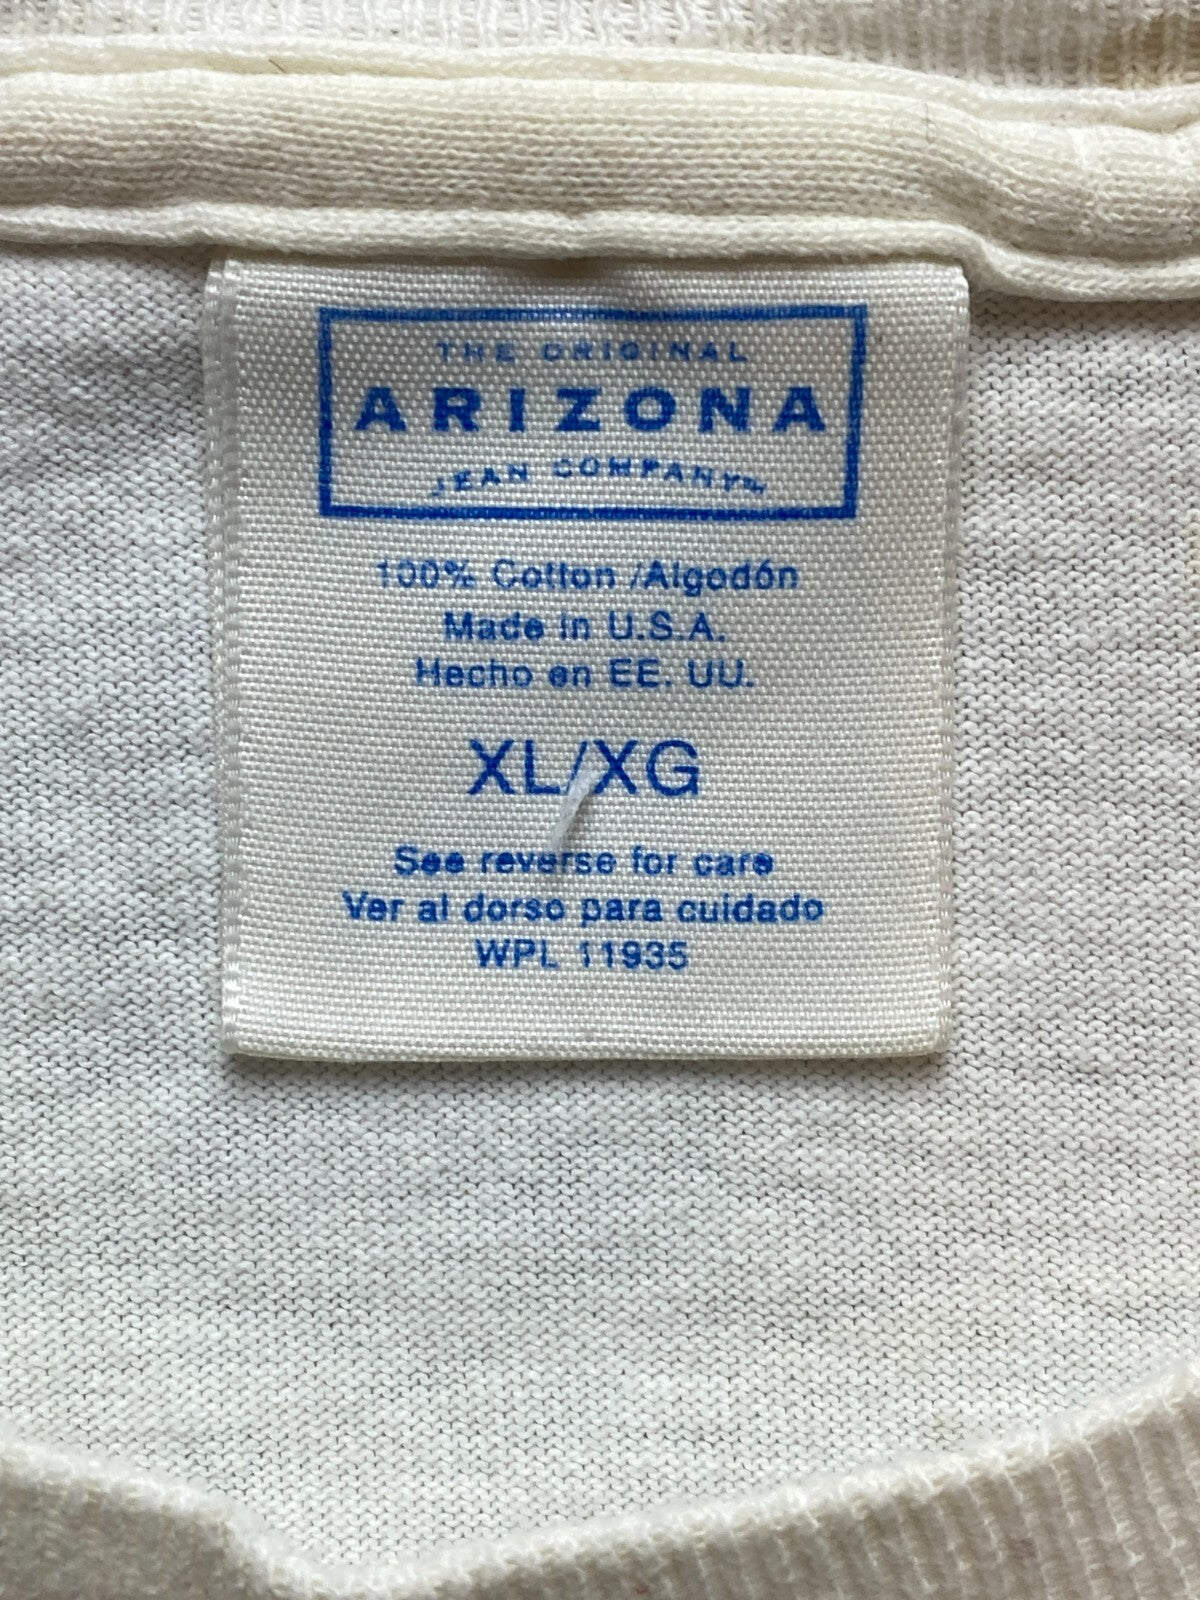 THE ORIGINAL
ARIZONA
JEAN COMPANY™
100% Cotton /Algodón
Made in U.S.A.
Hecho en EE. UU.
XL/XG
See reverse for care
Ver al dorso para cuidado
WPL 11935